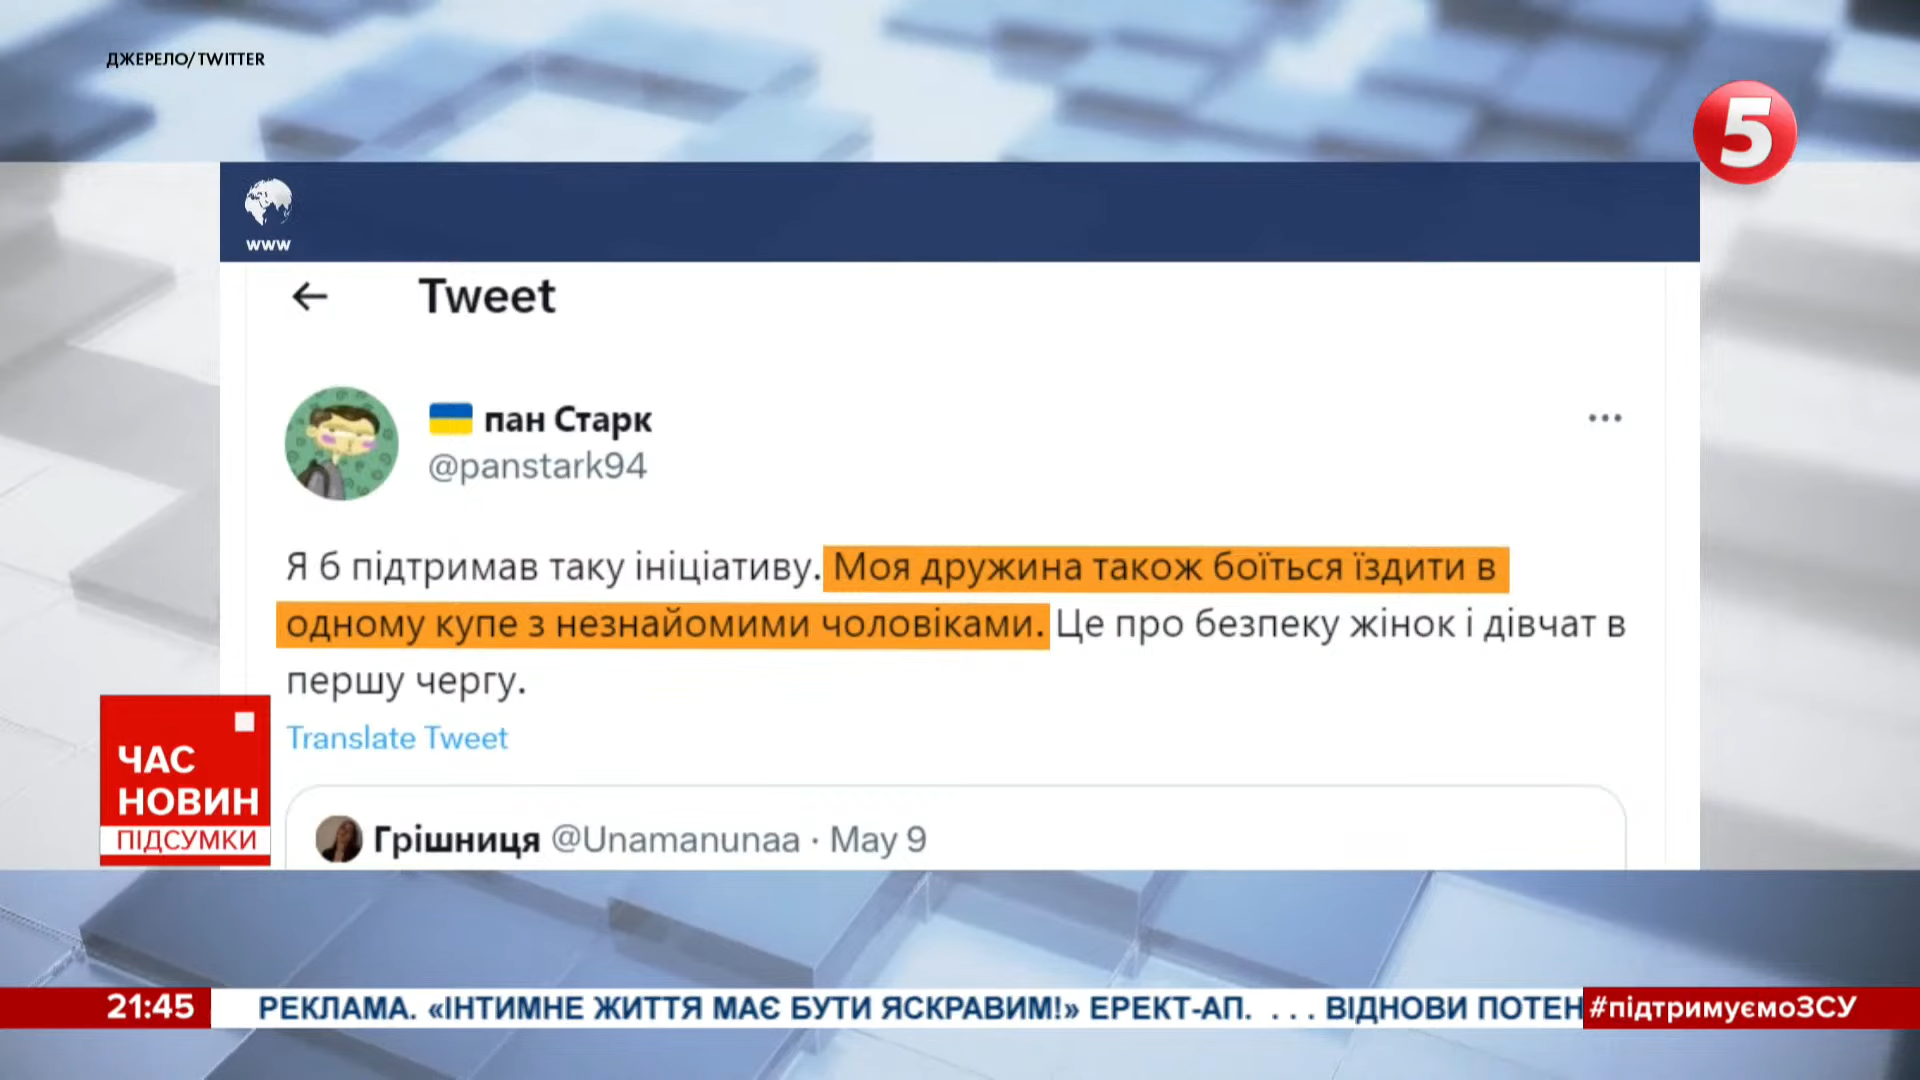 ДЖЕРЕЛО/TWITTER
5
www
Tweet
пан Старк
@panstark94
Я б підтримав таку ініціативу. Моя дружина також боїться їздити в
одному купе з незнайомими чоловіками. Це про безпеку жінок і дівчат в
першу чергу.
Translate Tweet
Грішниця @Unamanunaa · May 9
ЧАС
НОВИН
ПІДСУМКИ
21:45
РЕКЛАМА. «ІНТИМНЕ ЖИТТЯ МАЄ БУТИ ЯСКРАВИМ!» ЕРЕКТ-АП. . . . ВІДНОВИ ПОТЕН
#підтримуємоЗСУ